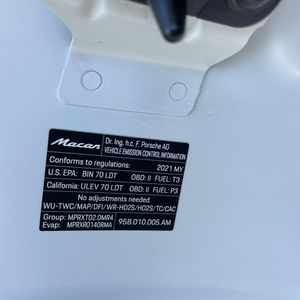 Macan
Dr. Ing. h.c. F. Porsche AG
VEHICLE EMISSION CONTROL INFORMATION
Conforms to regulations: 2021 MY
U.S. EPA: BIN 70 LDT OBD: II FUEL: T3
California: ULEV 70 LDT OBD: II FUEL: P3
No adjustments needed.
WU-TWC/MAP/DFI/WR-HO2S/HO2S/TC/CAC
Group: MPRXT02.0MR4
Evap: MPRXR0140RMA
95B.010.005.AM